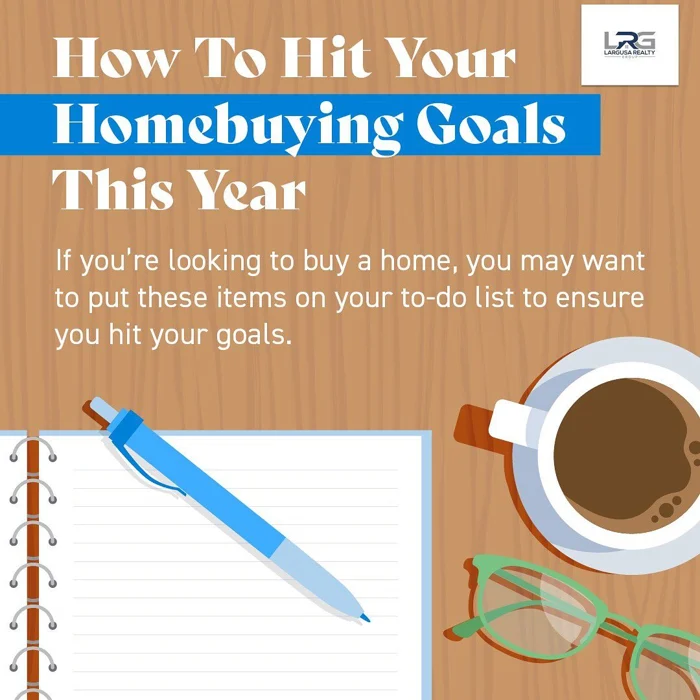 LRG
LARGUSA REALTY
GROUP
How To Hit Your
Homebuying Goals
This Year
If you're looking to buy a home, you may want
to put these items on your to-do list to ensure
you hit your goals.